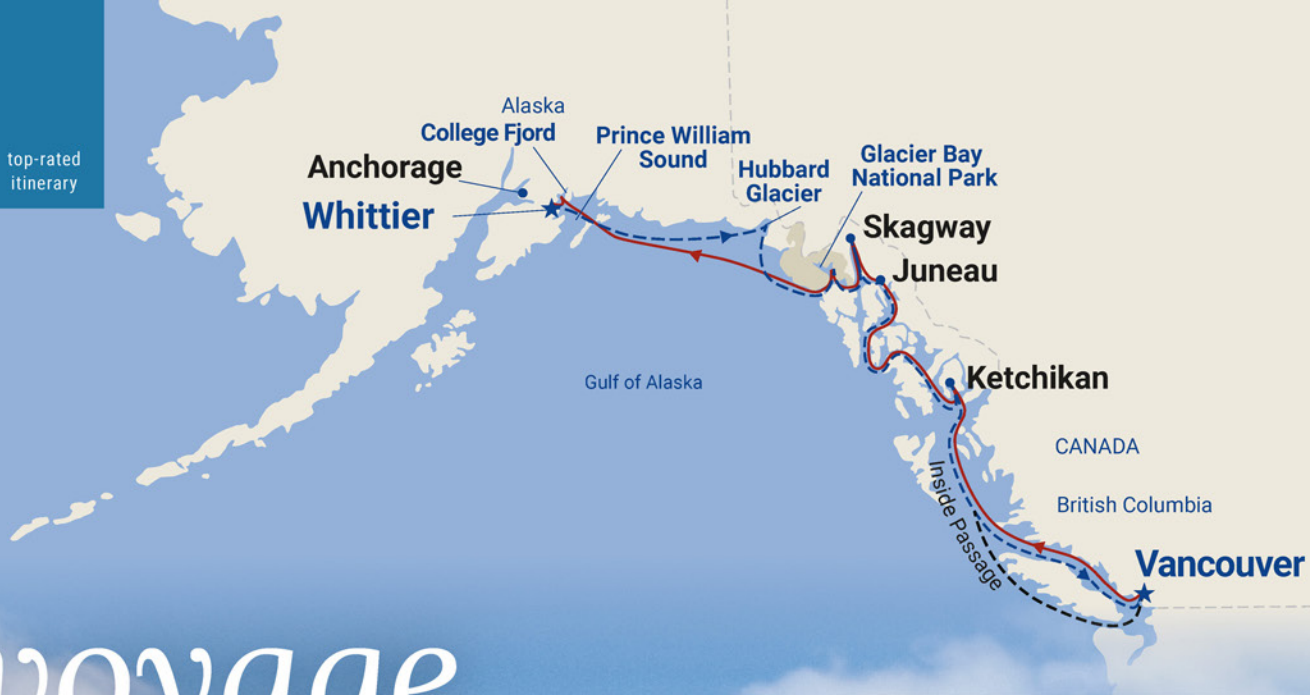 top-rated
itinerary
Alaska
College Fjord
Prince William
Sound
Anchorage
Hubbard
Glacier
Glacier Bay
National Park
Whittier
Skagway
Juneau
Gulf of Alaska
Ketchikan
CANADA
Inside Passage
British Columbia
Vancouver
voyage